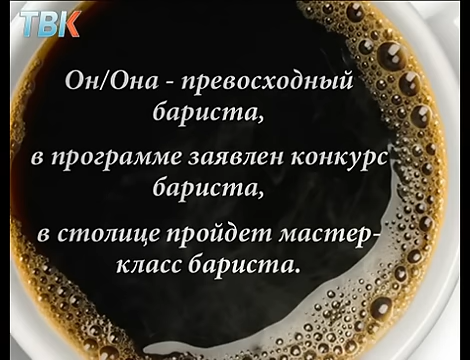 ТВК
Он/Она - превосходный
бариста,
в программе заявлен конкурс
бариста,
в столице пройдет мастер-
класс бариста.